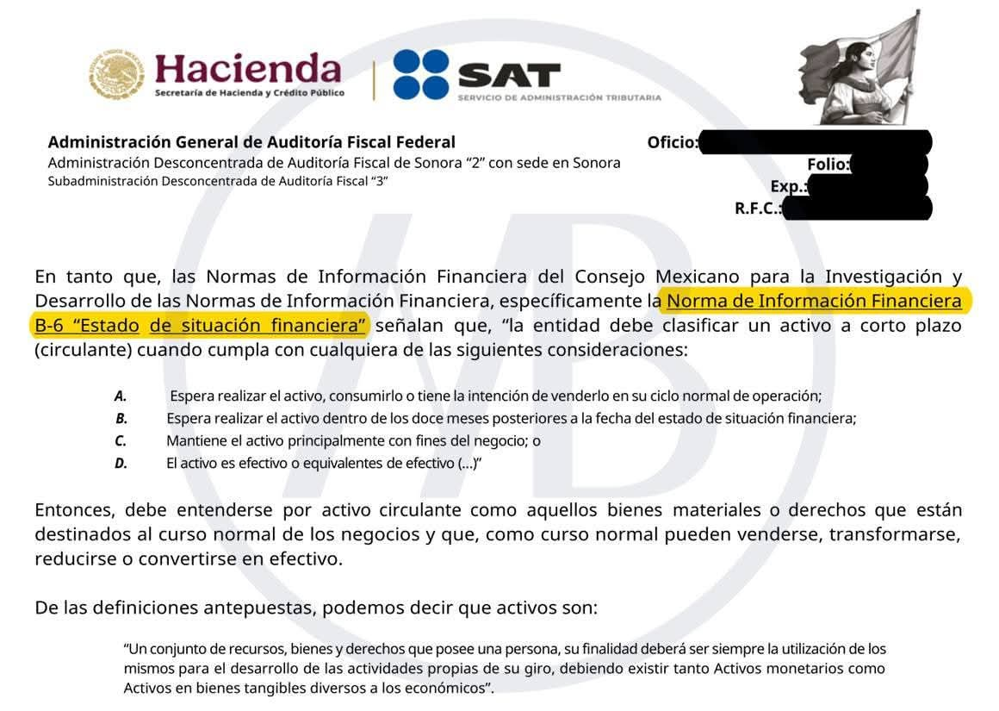 Hacienda
Secretaría de Hacienda y Crédito Público
SAT
SERVICIO DE ADMINISTRACIÓN TRIBUTARIA
Administración General de Auditoría Fiscal Federal
Administración Desconcentrada de Auditoría Fiscal de Sonora “2” con sede en Sonora
Subadministración Desconcentrada de Auditoría Fiscal “3”
Oficio:
Folio:
Exp.:
R.F.C.:
En tanto que, las Normas de Información Financiera del Consejo Mexicano para la Investigación y
Desarrollo de las Normas de Información Financiera, específicamente la Norma de Información Financiera
B-6 “Estado de situación financiera” señalan que, “la entidad debe clasificar un activo a corto plazo
(circulante) cuando cumpla con cualquiera de las siguientes consideraciones:
A. Espera realizar el activo, consumirlo o tiene la intención de venderlo en su ciclo normal de operación;
B. Espera realizar el activo dentro de los doce meses posteriores a la fecha del estado de situación financiera;
C. Mantiene el activo principalmente con fines del negocio; o
D. El activo es efectivo o equivalentes de efectivo (...)”
Entonces, debe entenderse por activo circulante como aquellos bienes materiales o derechos que están
destinados al curso normal de los negocios y que, como curso normal pueden venderse, transformarse,
reducirse o convertirse en efectivo.
De las definiciones antepuestas, podemos decir que activos son:
“Un conjunto de recursos, bienes y derechos que posee una persona, su finalidad deberá ser siempre la utilización de los
mismos para el desarrollo de las actividades propias de su giro, debiendo existir tanto Activos monetarios como
Activos en bienes tangibles diversos a los económicos”.